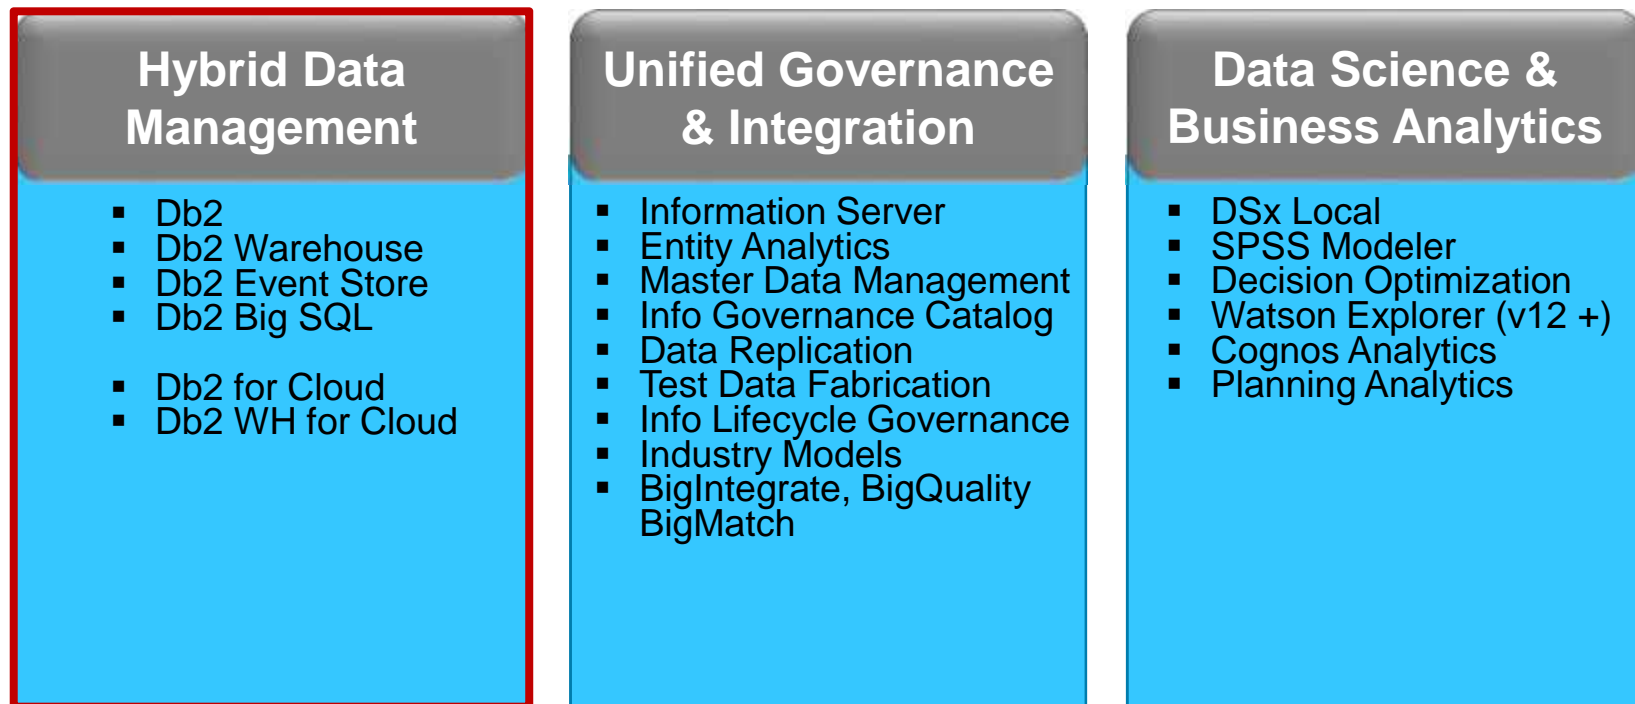 Hybrid Data
Management
▪ Db2
▪ Db2 Warehouse
▪ Db2 Event Store
▪ Db2 Big SQL
▪ Db2 for Cloud
▪ Db2 WH for Cloud
Unified Governance
& Integration
▪ Information Server
▪ Entity Analytics
▪ Master Data Management
▪ Info Governance Catalog
▪ Data Replication
▪ Test Data Fabrication
▪ Info Lifecycle Governance
▪ Industry Models
▪ BigIntegrate, BigQuality
BigMatch
Data Science &
Business Analytics
▪ DSx Local
▪ SPSS Modeler
▪ Decision Optimization
▪ Watson Explorer (v12 +)
▪ Cognos Analytics
▪ Planning Analytics